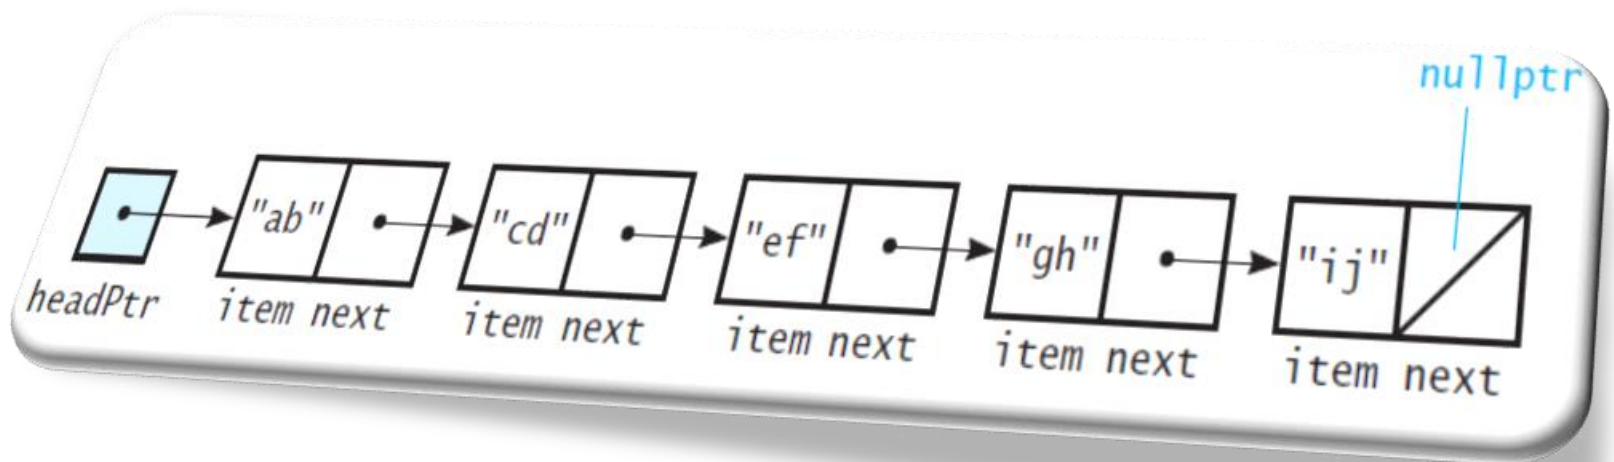 nullptr
"ab" "cd" "ef" "gh" "ij"
headPtr item next item next item next item next item next